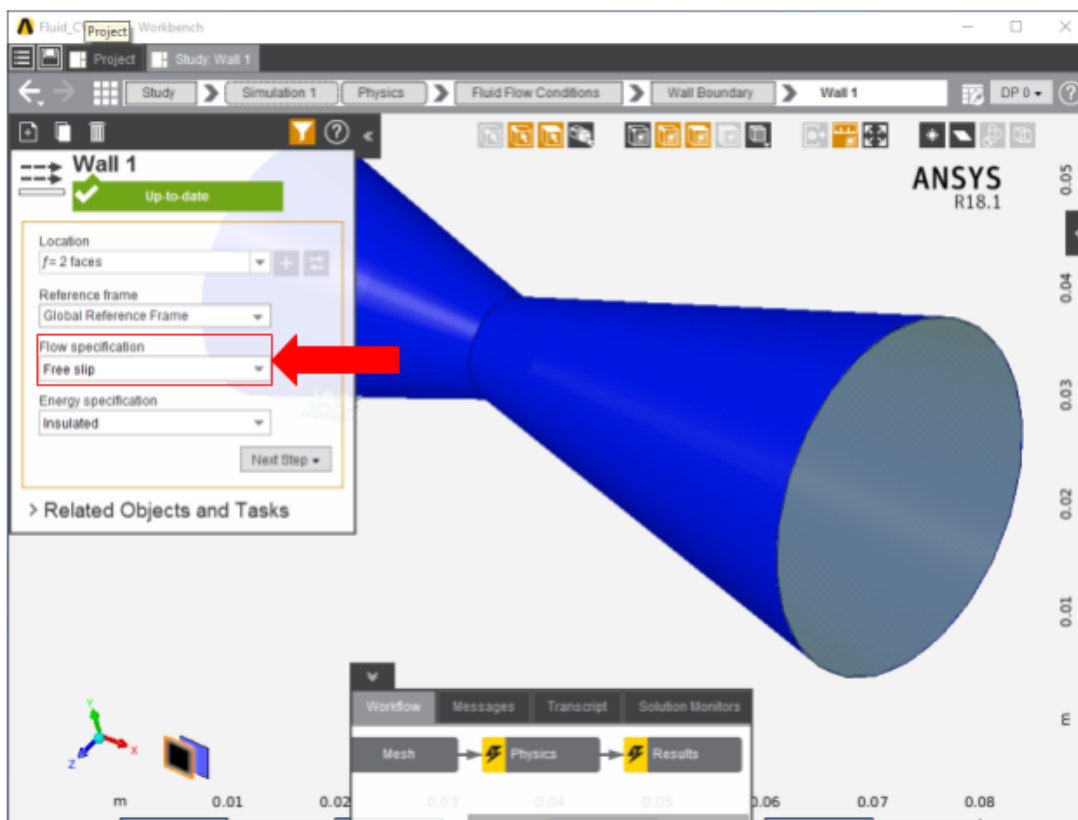 Fluid_C
Project
Workbench
Project
Study: Wall 1
Study
Simulation 1
Physics
Fluid Flow Conditions
Wall Boundary
Wall 1
DP 0
Wall 1
Up-to-date
Location
ƒ= 2 faces
Reference frame
Global Reference Frame
Flow specification
Free slip
Energy specification
Insulated
Next Step
> Related Objects and Tasks
ANSYS
R18.1
0.05
0.04
0.03
0.02
0.01
m
Workflow
Messages
Transcript
Solution Monitors
Mesh
Physics
Results
Y
X
Z
m
0.01
0.02
0.03
0.04
0.05
0.06
0.07
0.08